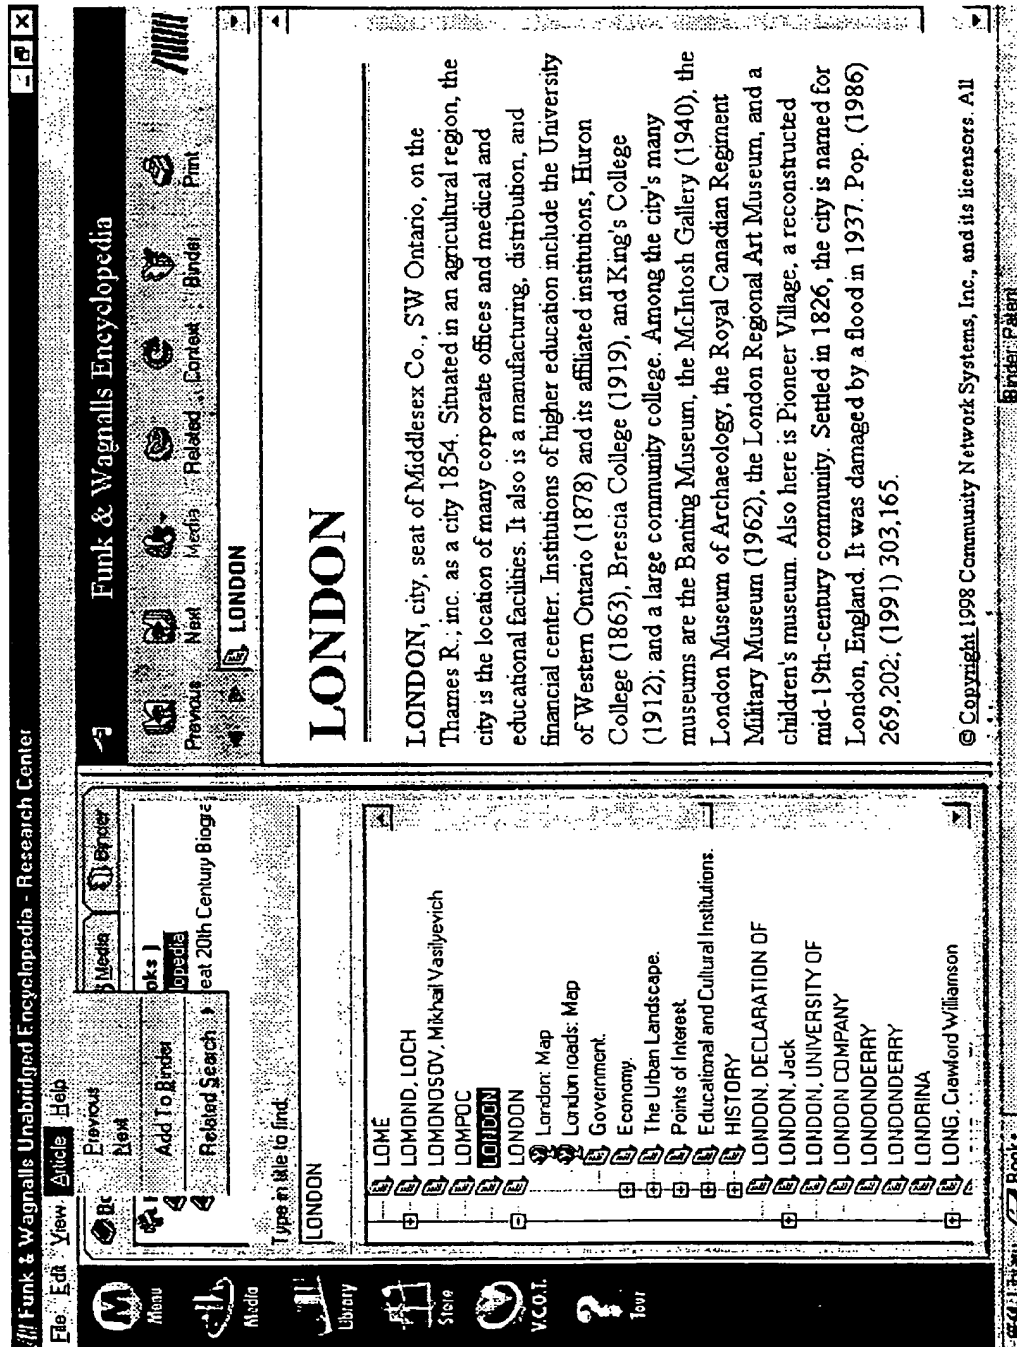 Funk & Wagnalls Unabridged Encyclopedia - Research Center
File Edit View Article Help
Previous
Next
Add To Binder
Related Search
Media
Binder
eat 20th Century Biogra
Type in title to find:
LONDON
LOMÉ
LOMOND, LOCH
LOMONOSOV, Mikhail Vasilyevich
LOMPOC
LONDON
LONDON
London: Map
London roads: Map
Government.
Economy.
The Urban Landscape.
Points of Interest.
Educational and Cultural Institutions.
HISTORY
LONDON, DECLARATION OF
LONDON, Jack
LONDON, UNIVERSITY OF
LONDON COMPANY
LONDONDERRY
LONDONDERRY
LONDRINA
LONG, Crawford Williamson
Menu
Media
Library
Store
V.C.O.T.
Tour
Funk & Wagnalls Encyclopedia
Previous Next Media Related Context Binder Print
LONDON
LONDON
LONDON, city, seat of Middlesex Co., SW Ontario, on the
Thames R.; inc. as a city 1854. Situated in an agricultural region, the
city is the location of many corporate offices and medical and
educational facilities. It also is a manufacturing, distribution, and
financial center. Institutions of higher education include the University
of Western Ontario (1878) and its affiliated institutions, Huron
College (1863), Brescia College (1919), and King's College
(1912); and a large community college. Among the city's many
museums are the Banting Museum, the McIntosh Gallery (1940), the
London Museum of Archaeology, the Royal Canadian Regiment
Military Museum (1962), the London Regional Art Museum, and a
children's museum. Also here is Pioneer Village, a reconstructed
mid-19th-century community. Settled in 1826, the city is named for
London, England. It was damaged by a flood in 1937. Pop. (1986)
269,202; (1991) 303,165.
© Copyright 1998 Community Network Systems, Inc., and its licensors. All
Binder: Patent